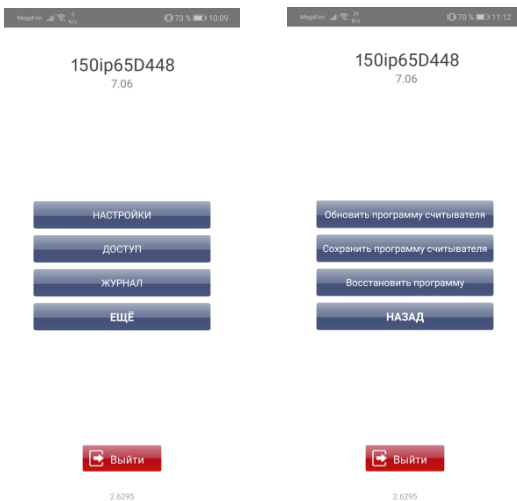 MegaFon 73 % 10:09
150ip65D448
7.06
НАСТРОЙКИ
ДОСТУП
ЖУРНАЛ
ЕЩЁ
Выйти
2.6295
MegaFon 24 K/s 70 % 11:12
150ip65D448
7.06
Обновить программу считывателя
Сохранить программу считывателя
Восстановить программу
НАЗАД
Выйти
2.6295